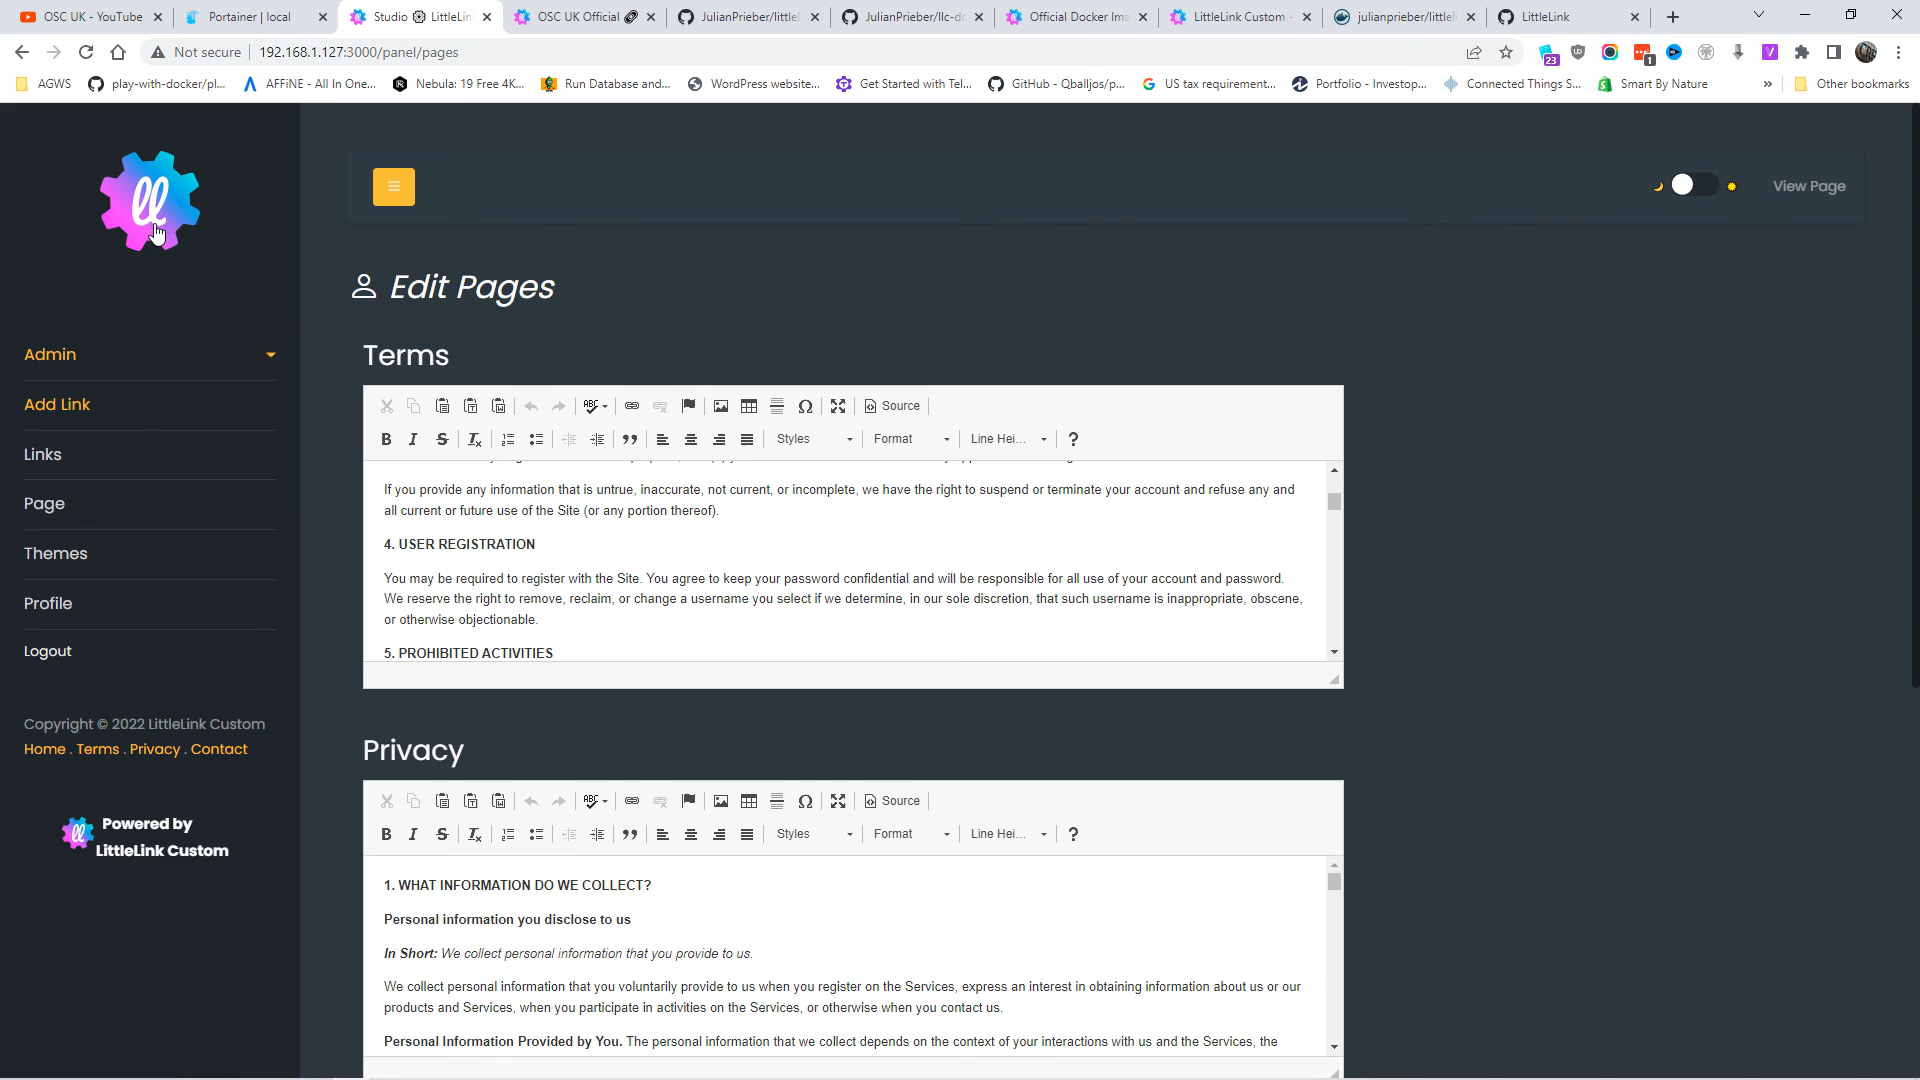 OSC UK - YouTube
Portainer | local
Studio LittleLin
OSC UK Official
JulianPrieber/littlel
JulianPrieber/llc-do
Official Docker Ima
LittleLink Custom -
julianprieber/littlel
LittleLink
Not secure 192.168.1.127:3000/panel/pages
23
1
AGWS
play-with-docker/pl...
AFFiNE - All In One...
Nebula: 19 Free 4K...
Run Database and...
WordPress website...
Get Started with Tel...
GitHub - Qballjos/p...
US tax requirement...
Portfolio - Investop...
Connected Things S...
Smart By Nature
»
Other bookmarks
ll
View Page
Edit Pages
Admin
Add Link
Links
Page
Themes
Profile
Logout
Copyright © 2022 LittleLink Custom
Home . Terms . Privacy . Contact
Powered by
LittleLink Custom
Terms
Source
B I S Styles Format Line Hei... ?
If you provide any information that is untrue, inaccurate, not current, or incomplete, we have the right to suspend or terminate your account and refuse any and
all current or future use of the Site (or any portion thereof).
4. USER REGISTRATION
You may be required to register with the Site. You agree to keep your password confidential and will be responsible for all use of your account and password.
We reserve the right to remove, reclaim, or change a username you select if we determine, in our sole discretion, that such username is inappropriate, obscene,
or otherwise objectionable.
5. PROHIBITED ACTIVITIES
Privacy
Source
B I S Styles Format Line Hei... ?
1. WHAT INFORMATION DO WE COLLECT?
Personal information you disclose to us
In Short: We collect personal information that you provide to us.
We collect personal information that you voluntarily provide to us when you register on the Services, express an interest in obtaining information about us or our
products and Services, when you participate in activities on the Services, or otherwise when you contact us.
Personal Information Provided by You. The personal information that we collect depends on the context of your interactions with us and the Services, the